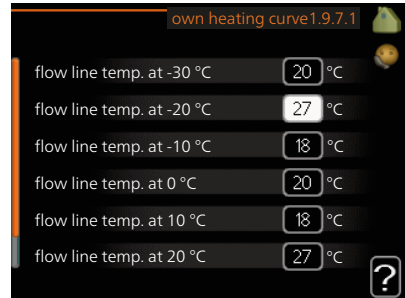 own heating curve1.9.7.1
flow line temp. at -30 °C 20 °C
flow line temp. at -20 °C 27 °C
flow line temp. at -10 °C 18 °C
flow line temp. at 0 °C 20 °C
flow line temp. at 10 °C 18 °C
flow line temp. at 20 °C 27 °C
?